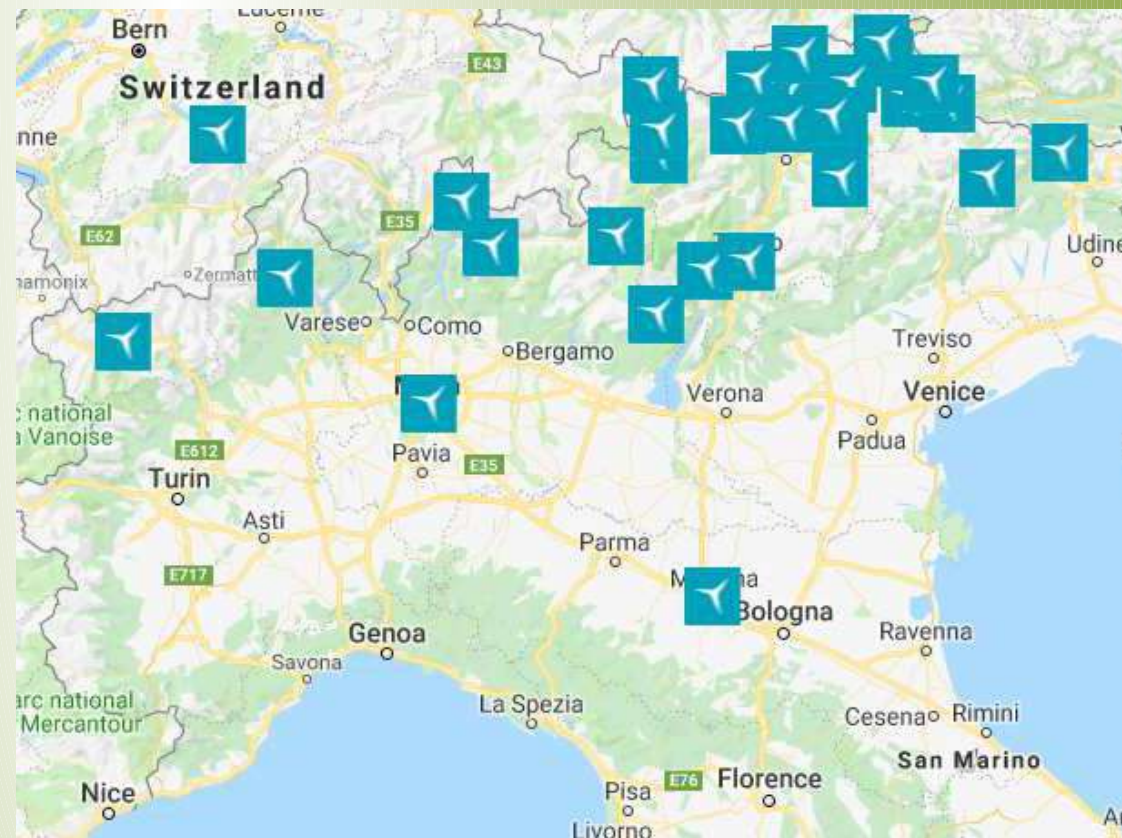 Lucerne
Bern
E43
Switzerland
nne
E35
E62
Zermatt
namonix
Udine
Varese
Como
Bergamo
Treviso
c national
a Vanoise
Verona
Venice
Padua
E612
Pavia
E35
Turin
Asti
Parma
E717
Bologna
Genoa
Ravenna
Savona
arc national
Mercantour
La Spezia
Cesena
Rimini
San Marino
Nice
Pisa
E76
Florence
Livorno